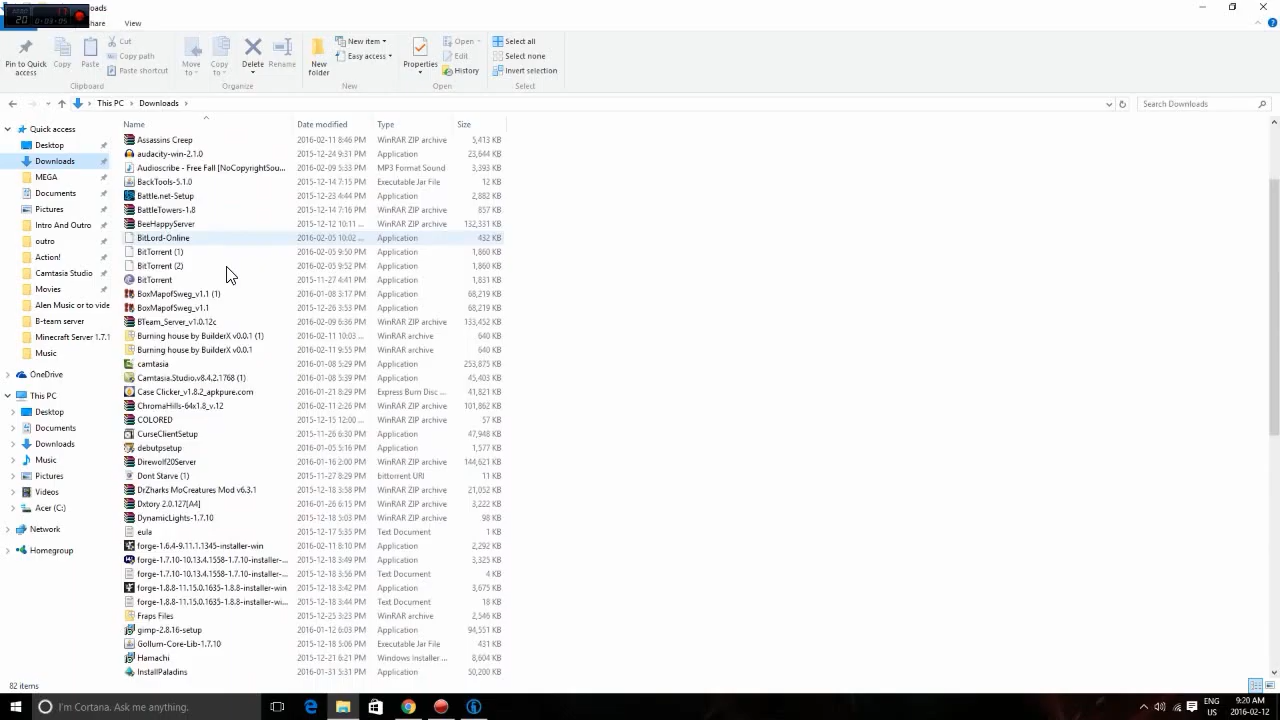 20 0:03:05
oads
hare View
Pin to Quick access
Copy
Paste
Cut
Copy path
Paste shortcut
Clipboard
Move to
Copy to
Delete
Rename
Organize
New folder
New item
Easy access
New
Properties
Open
Edit
History
Open
Select all
Select none
Invert selection
Select
This PC Downloads
Search Downloads
Name Date modified Type Size
Assassins Creep 2016-02-11 8:46 PM WinRAR ZIP archive 5,413 KB
audacity-win-2.1.0 2015-12-24 9:31 PM Application 23,644 KB
Audioscribe - Free Fall [NoCopyrightSou... 2016-02-09 5:33 PM MP3 Format Sound 3,393 KB
BackTools-5.1.0 2015-12-14 7:15 PM Executable Jar File 12 KB
Battle.net-Setup 2015-12-23 4:44 PM Application 2,882 KB
BattleTowers-1.8 2015-12-14 7:16 PM WinRAR ZIP archive 857 KB
BeeHappyServer 2015-12-12 10:11 ... WinRAR ZIP archive 132,331 KB
BitLord-Online 2016-02-05 10:02 ... Application 432 KB
BitTorrent (1) 2016-02-05 9:50 PM Application 1,860 KB
BitTorrent (2) 2016-02-05 9:52 PM Application 1,860 KB
BitTorrent 2015-11-27 4:41 PM Application 1,831 KB
BoxMapofSweg_v1.1 (1) 2016-01-08 3:17 PM Application 68,219 KB
BoxMapofSweg_v1.1 2015-12-26 3:53 PM Application 68,219 KB
BTeam_Server_v1.0.12c 2016-02-09 6:36 PM WinRAR ZIP archive 133,452 KB
Burning house by BuilderX v0.0.1 (1) 2016-02-11 10:03 ... WinRAR archive 640 KB
Burning house by BuilderX v0.0.1 2016-02-11 9:55 PM WinRAR archive 640 KB
camtasia 2016-01-08 5:29 PM Application 253,875 KB
Camtasia.Studio.v8.4.2.1768 (1) 2016-01-08 5:39 PM Application 45,403 KB
Case Clicker_v1.8.2_apkpure.com 2016-01-21 8:29 PM Express Burn Disc ... 41,821 KB
ChromaHills-64x1.8_v.12 2016-02-11 2:26 PM WinRAR ZIP archive 101,862 KB
COLORED 2015-12-15 12:00 ... WinRAR ZIP archive 57 KB
CurseClientSetup 2015-11-26 6:30 PM Application 47,948 KB
debutpsetup 2016-01-05 5:16 PM Application 1,577 KB
Direwolf20Server 2016-01-16 2:00 PM WinRAR ZIP archive 144,621 KB
Dont Starve (1) 2015-11-27 8:29 PM bittorrent URI 11 KB
DrZharks MoCreatures Mod v6.3.1 2015-12-18 3:58 PM WinRAR ZIP archive 21,052 KB
Dxtory 2.0.127[A4] 2016-01-26 6:15 PM WinRAR ZIP archive 3,222 KB
DynamicLights-1.7.10 2015-12-18 5:03 PM WinRAR ZIP archive 98 KB
eula 2015-12-17 5:35 PM Text Document 1 KB
forge-1.6.4-9.11.1.1345-installer-win 2016-02-11 8:10 PM Application 2,292 KB
forge-1.7.10-10.13.4.1558-1.7.10-installer-... 2015-12-18 3:49 PM Application 3,325 KB
forge-1.7.10-10.13.4.1558-1.7.10-installer-... 2015-12-18 3:56 PM Text Document 4 KB
forge-1.8.8-11.15.0.1635-1.8.8-installer-win 2015-12-18 3:42 PM Application 3,675 KB
forge-1.8.8-11.15.0.1635-1.8.8-installer-wi... 2015-12-18 3:44 PM Text Document 18 KB
Fraps Files 2015-12-25 3:23 PM WinRAR archive 2,546 KB
gimp-2.8.16-setup 2016-01-12 6:03 PM Application 94,551 KB
Gollum-Core-Lib-1.7.10 2015-12-18 5:06 PM Executable Jar File 431 KB
Hamachi 2015-12-21 6:21 PM Windows Installer ... 8,604 KB
InstallPaladins 2016-01-31 5:31 PM Application 50,200 KB
Quick access
Desktop
Downloads
MEGA
Documents
Pictures
Intro And Outro
outro
Action!
Camtasia Studio
Movies
Alen Music or to vide
B-team server
Minecraft Server 1.7.1
Music
OneDrive
This PC
Desktop
Documents
Downloads
Music
Pictures
Videos
Acer (C:)
Network
Homegroup
82 items
I'm Cortana. Ask me anything.
ENG 9:20 AM
US 2016-02-12